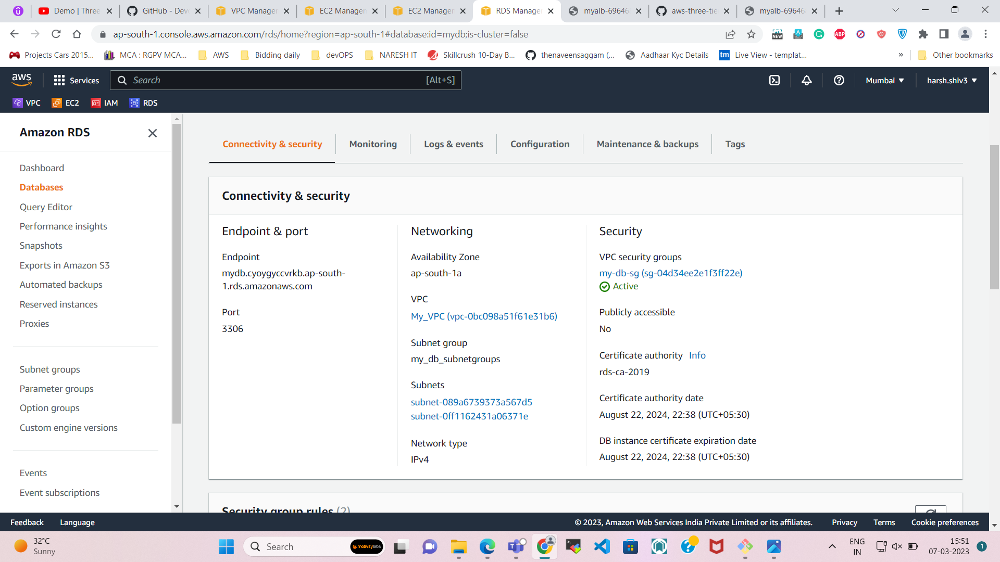 Demo | Three
GitHub - Dev
VPC Manager
EC2 Managem
EC2 Managem
RDS Manage
myalb-69646
aws-three-tie
myalb-69646
ap-south-1.console.aws.amazon.com/rds/home?region=ap-south-1#database:id=mydb;is-cluster=false
NEW
ABP
Projects Cars 2015...
MCA : RGPV MCA...
AWS
Bidding daily
devOPS
NARESH IT
Skillcrush 10-Day B...
thenaveensaggam (...
Aadhaar Kyc Details
tm
Live View - templat...
»
Other bookmarks
aws
Services
Search
[Alt+S]
Mumbai
harsh.shiv3
VPC
EC2
IAM
RDS
Amazon RDS
Dashboard
Databases
Query Editor
Performance insights
Snapshots
Exports in Amazon S3
Automated backups
Reserved instances
Proxies
Subnet groups
Parameter groups
Option groups
Custom engine versions
Events
Event subscriptions
Connectivity & security
Monitoring
Logs & events
Configuration
Maintenance & backups
Tags
Connectivity & security
Endpoint & port
Endpoint
mydb.cyoygyccvrkb.ap-south-
1.rds.amazonaws.com
Port
3306
Networking
Availability Zone
ap-south-1a
VPC
My_VPC (vpc-0bc098a51f61e31b6)
Subnet group
my_db_subnetgroups
Subnets
subnet-089a6739373a567d5
subnet-0ff1162431a06371e
Network type
IPv4
Security
VPC security groups
my-db-sg (sg-04d34ee2e1f3ff22e)
Active
Publicly accessible
No
Certificate authority Info
rds-ca-2019
Certificate authority date
August 22, 2024, 22:38 (UTC+05:30)
DB instance certificate expiration date
August 22, 2024, 22:38 (UTC+05:30)
Security group rules (2)
Feedback
Language
© 2023, Amazon Web Services India Private Limited or its affiliates.
Privacy
Terms
Cookie preferences
32°C
Sunny
Search
motivitylabs
ENG
IN
15:51
07-03-2023
1